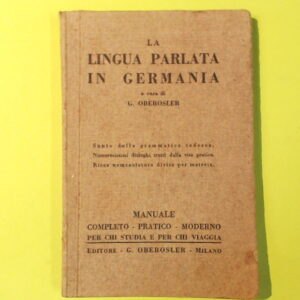 LA
LINGUA PARLATA
IN GERMANIA
a cura di
G. OBEROSLER
Sunto della grammatica tedesca.
Numerosissimi dialoghi tratti dalla vita pratica.
Ricca nomenclatura divisa per materia.
MANUALE
COMPLETO - PRATICO - MODERNO
PER CHI STUDIA E PER CHI VIAGGIA
EDITORE - G. OBEROSLER - MILANO